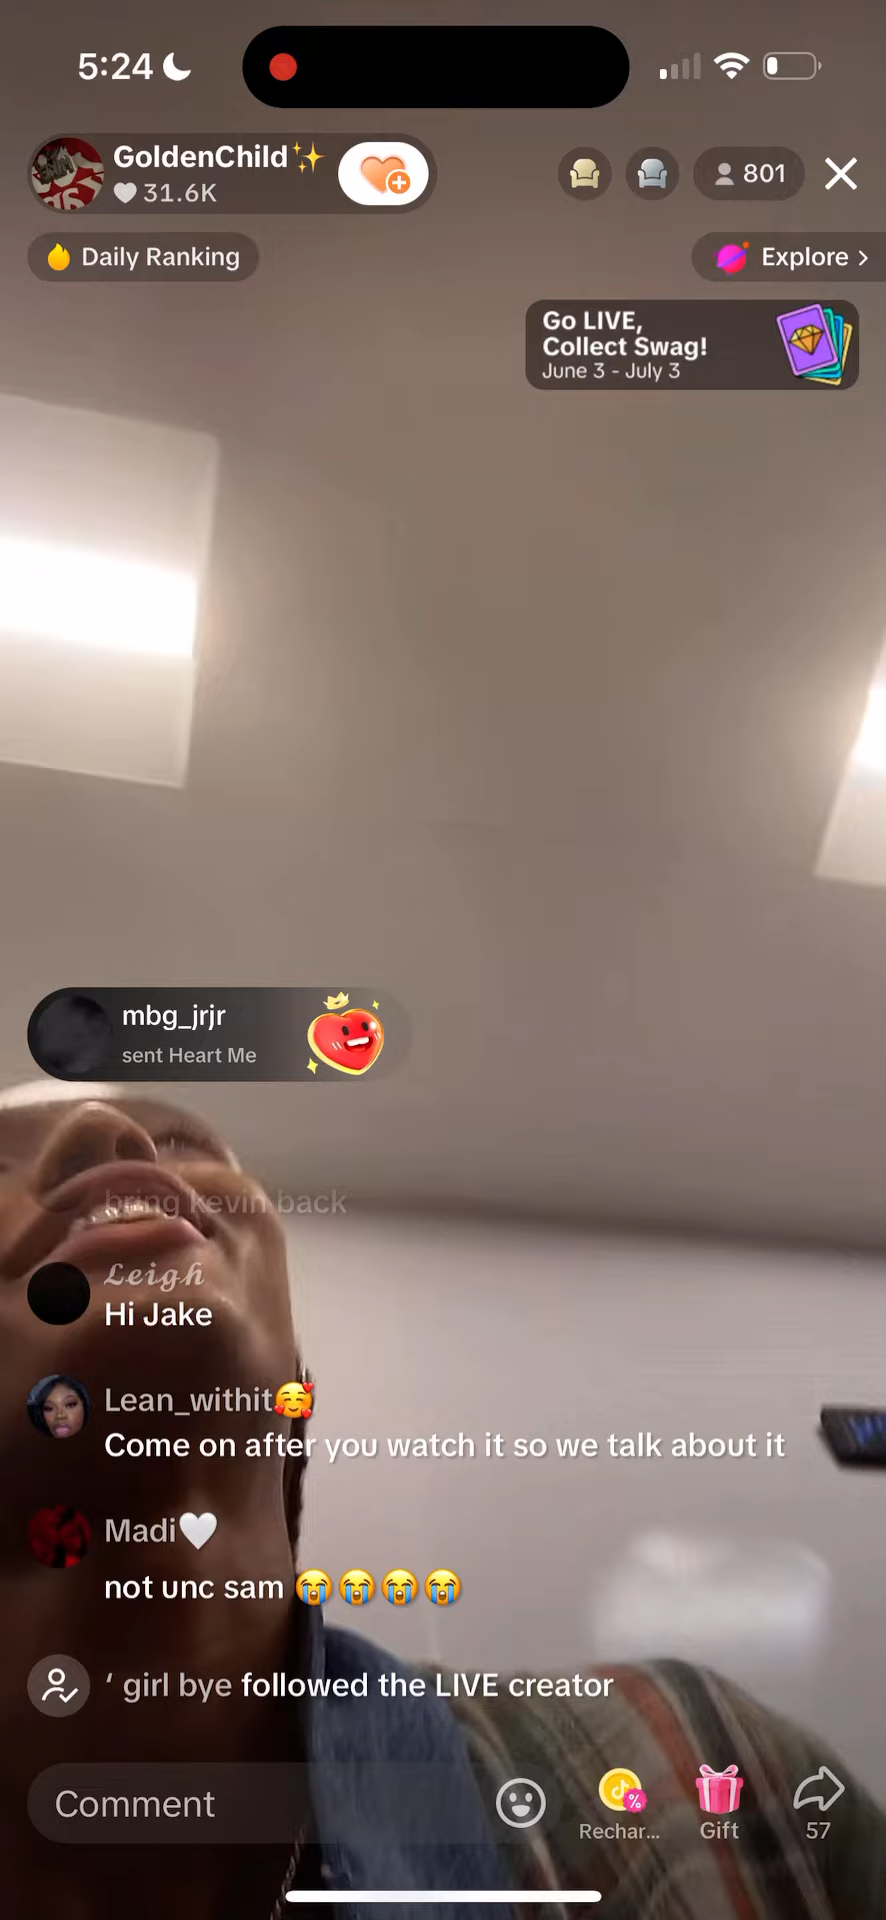 5:24
GoldenChild✨
31.6K
801
Daily Ranking
Explore >
Go LIVE,
Collect Swag!
June 3 - July 3
mbg_jrjr
sent Heart Me
bring kevin back
𝓛𝓮𝓲𝓰𝓱
Hi Jake
Lean_withit🥰
Come on after you watch it so we talk about it
Madi🤍
not unc sam 😭😭😭😭
‘ girl bye followed the LIVE creator
Comment
Rechar...
Gift
57